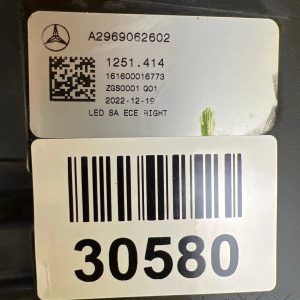 A2969062602
1251.414
161600016773
ZGS0001 Q01
2022-12-19
LED SA ECE RIGHT
30580